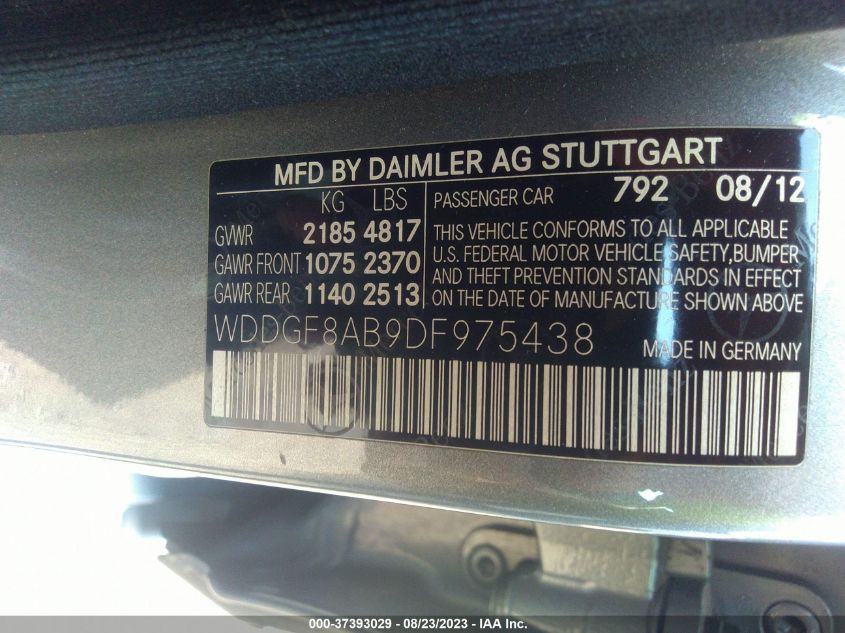 MFD BY DAIMLER AG STUTTGART
KG LBS
GVWR 2185 4817
GAWR FRONT 1075 2370
GAWR REAR 1140 2513
PASSENGER CAR 792 08/12
THIS VEHICLE CONFORMS TO ALL APPLICABLE
U.S. FEDERAL MOTOR VEHICLE SAFETY,BUMPER
AND THEFT PREVENTION STANDARDS IN EFFECT
ON THE DATE OF MANUFACTURE SHOWN ABOVE
WDDGF8AB9DF975438
MADE IN GERMANY
000-37393029 - 08/23/2023 - IAA Inc.